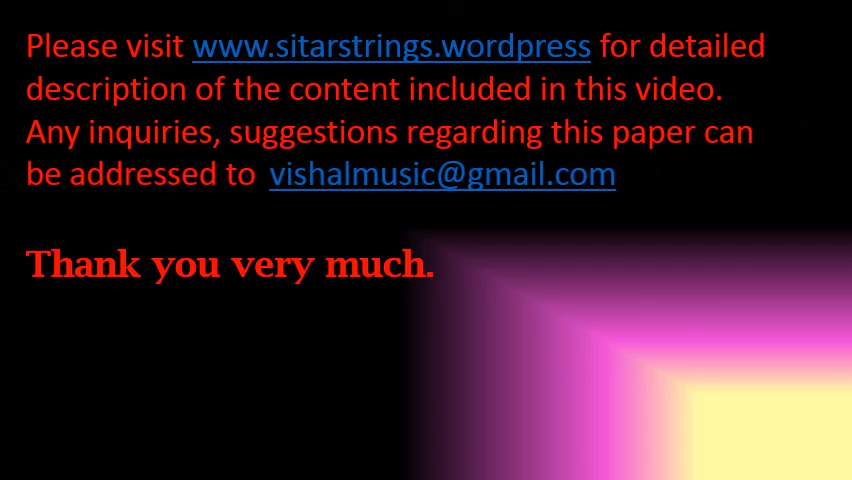 Please visit www.sitarstrings.wordpress for detailed
description of the content included in this video.
Any inquiries, suggestions regarding this paper can
be addressed to vishalmusic@gmail.com
Thank you very much.